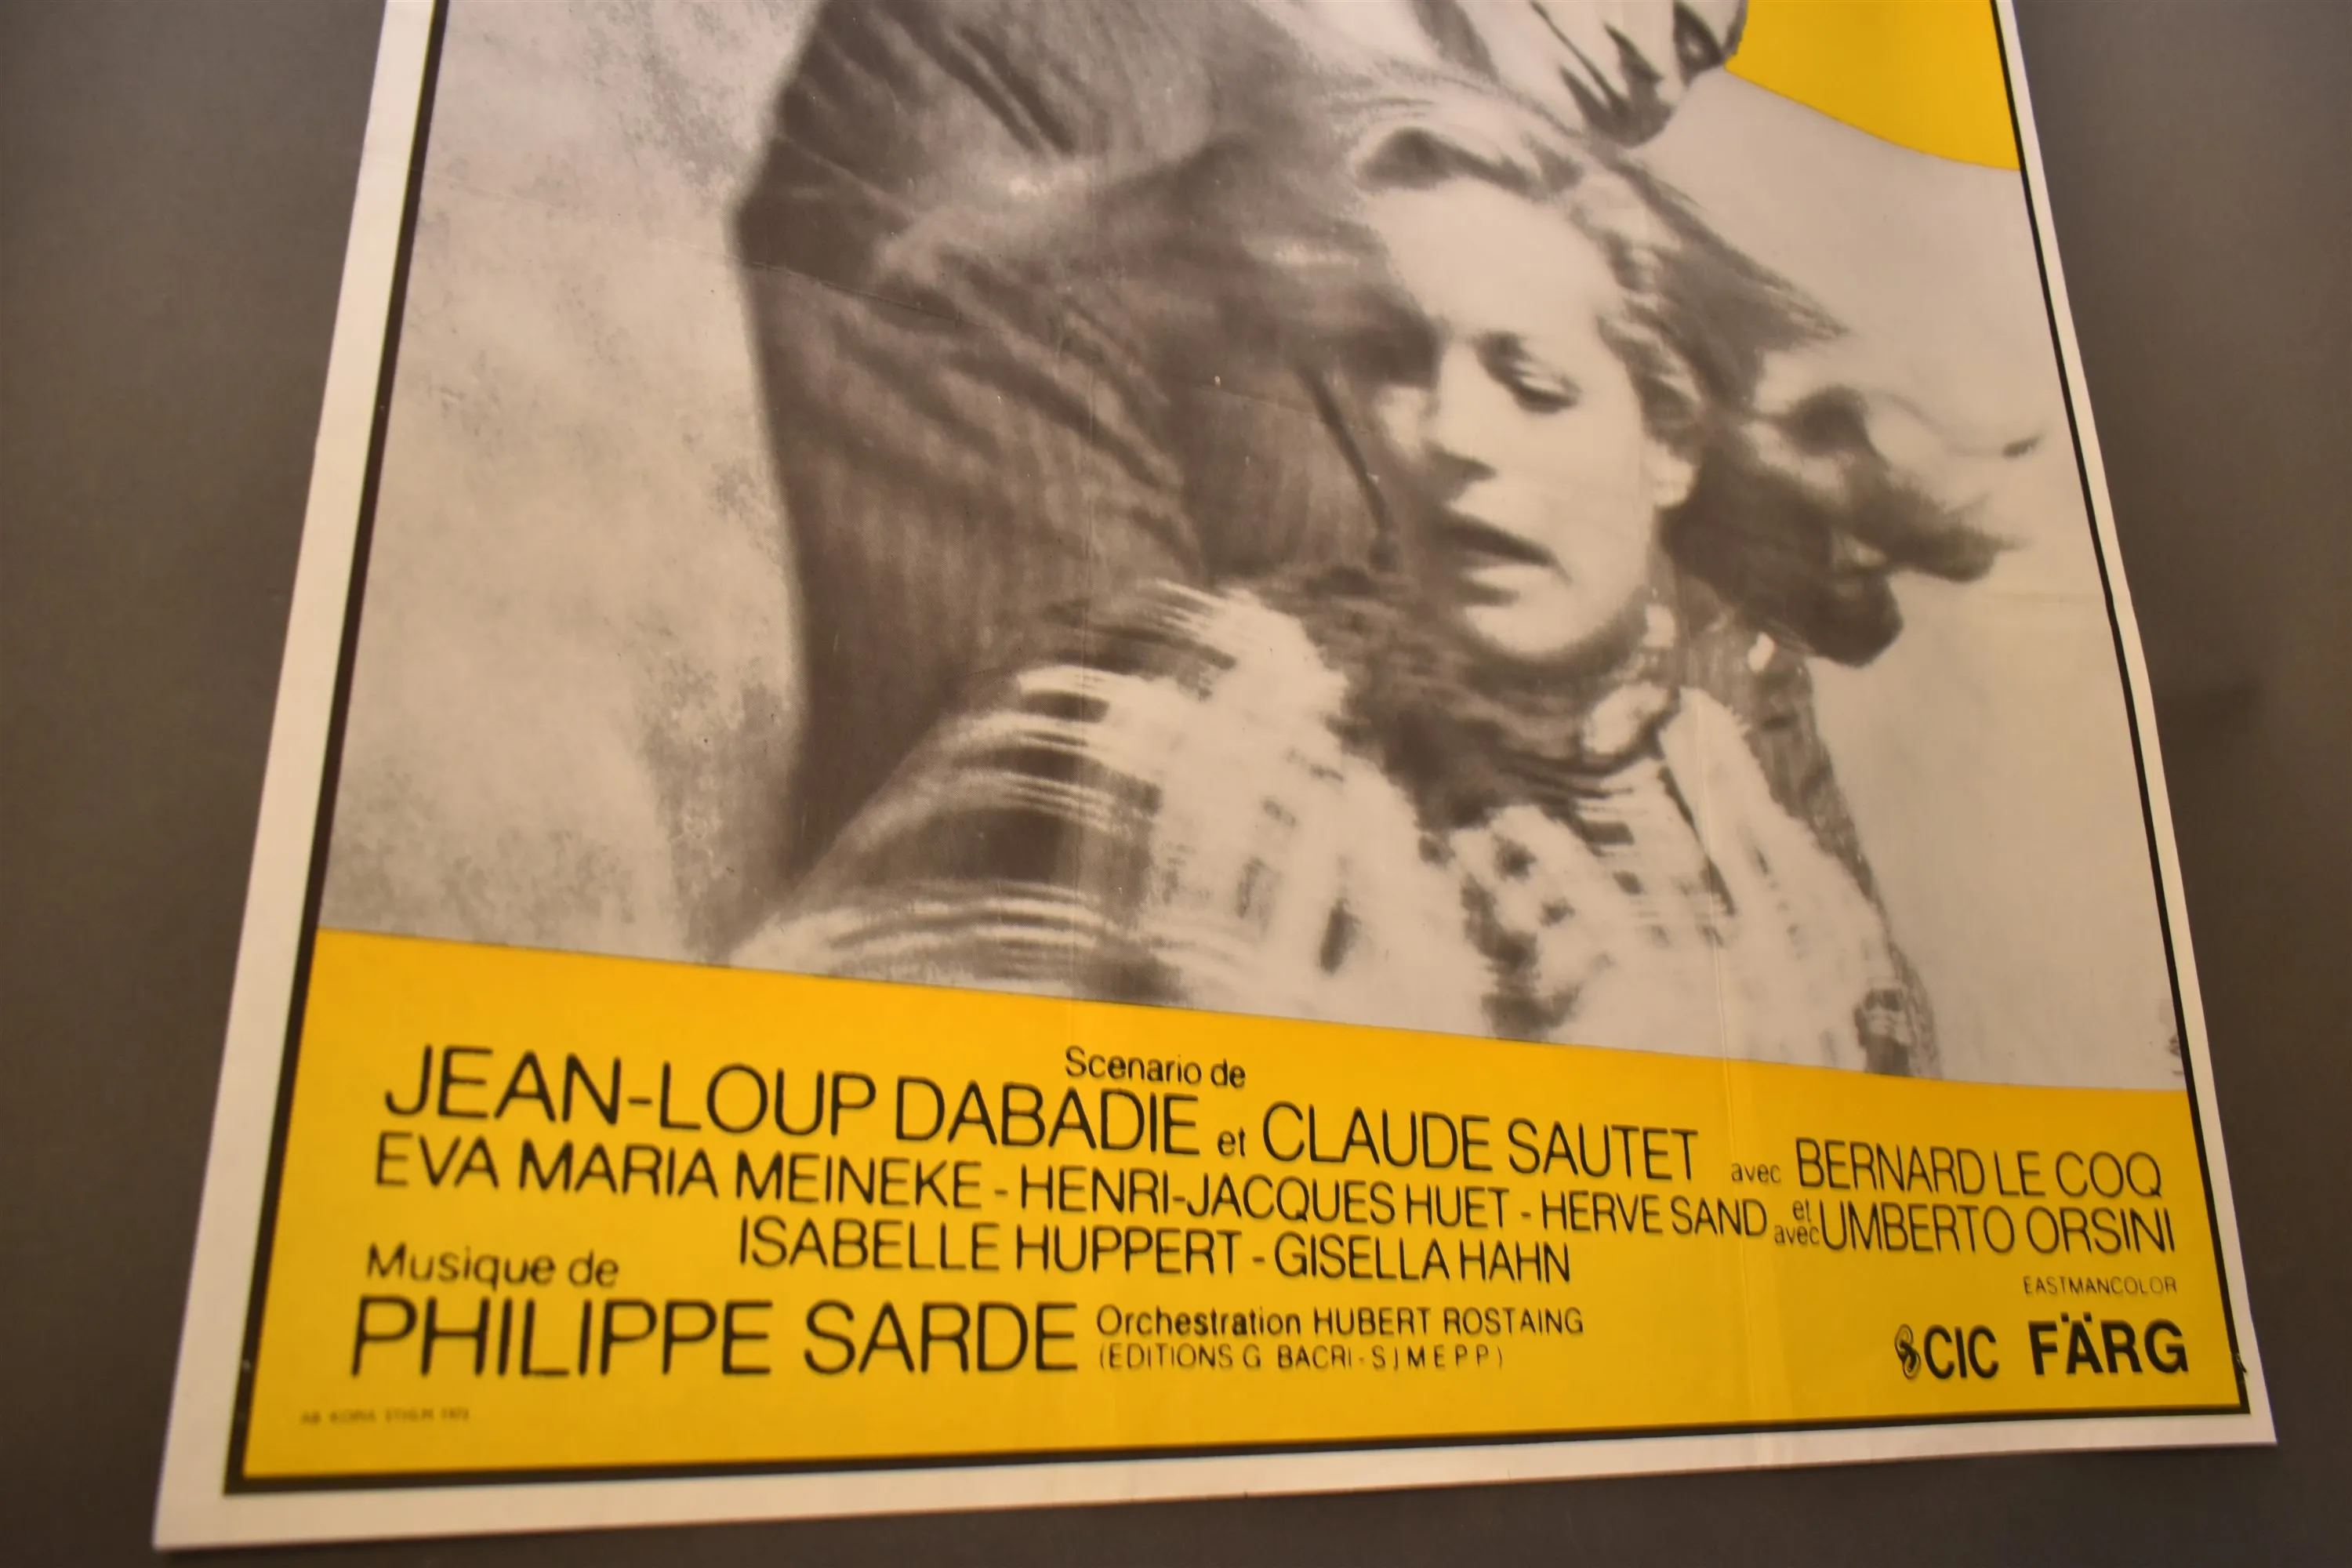 Scenario de
JEAN-LOUP DABADIE et CLAUDE SAUTET avec BERNARD LE COQ
EVA MARIA MEINEKE - HENRI-JACQUES HUET - HERVE SAND et avec UMBERTO ORSINI
ISABELLE HUPPERT - GISELLA HAHN
Musique de
PHILIPPE SARDE Orchestration HUBERT ROSTAING
(EDITIONS G BACRI - S I M E P P)
EASTMANCOLOR
CIC FÄRG
AB